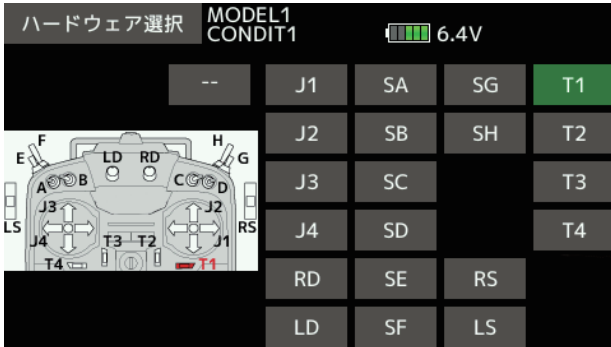 ハードウェア選択 MODEL1
CONDIT1 6.4V
-- J1 SA SG T1
J2 SB SH T2
J3 SC T3
J4 SD T4
RD SE RS
LD SF LS
F H
E LD RD G
A B C D
J3 J2
LS RS
J4 T3 T2 J1
T4 T1